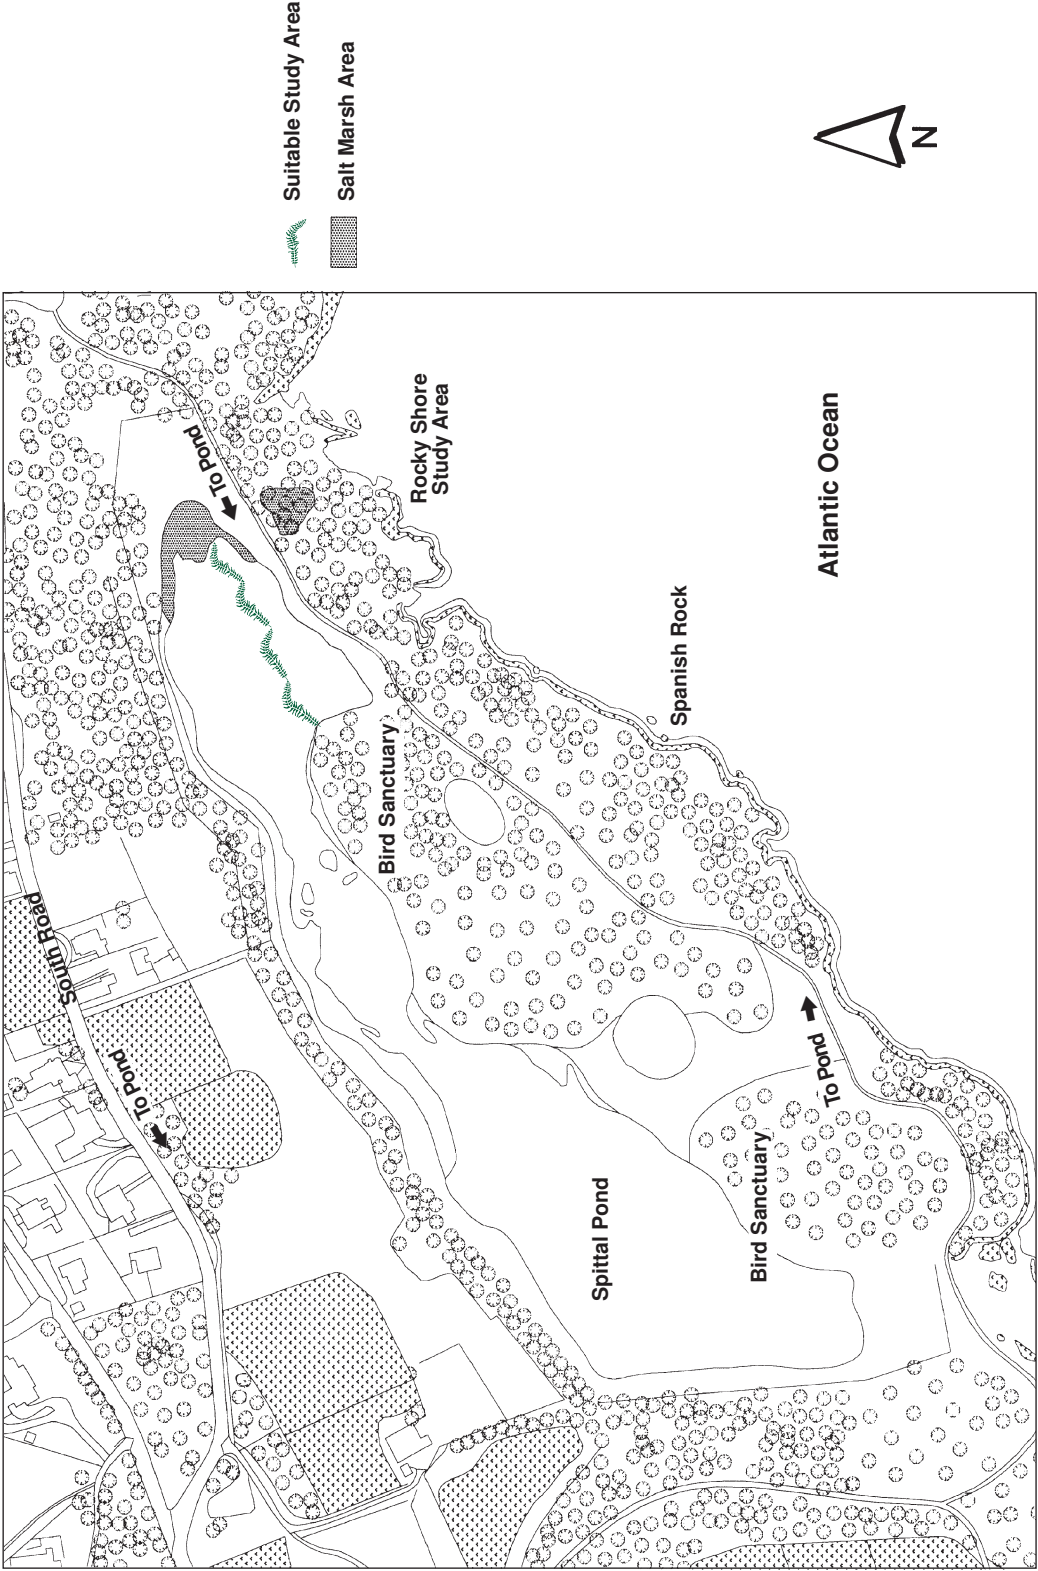 Suitable Study Area
Salt Marsh Area
N
South Road
To Pond
To Pond
Rocky Shore
Study Area
Bird Sanctuary
Spanish Rock
Atlantic Ocean
Spittal Pond
Bird Sanctuary
To Pond